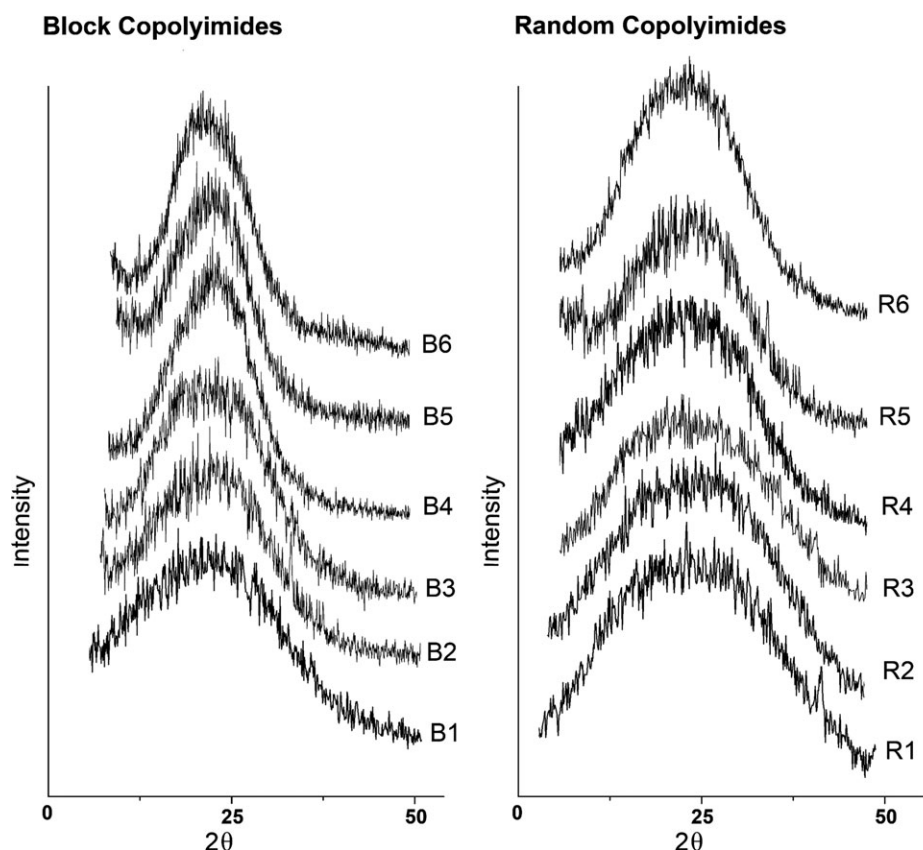 Block Copolyimides
Random Copolyimides
Intensity
B6
B5
B4
B3
B2
B1
0
25
50
2θ
Intensity
R6
R5
R4
R3
R2
R1
0
25
50
2θ